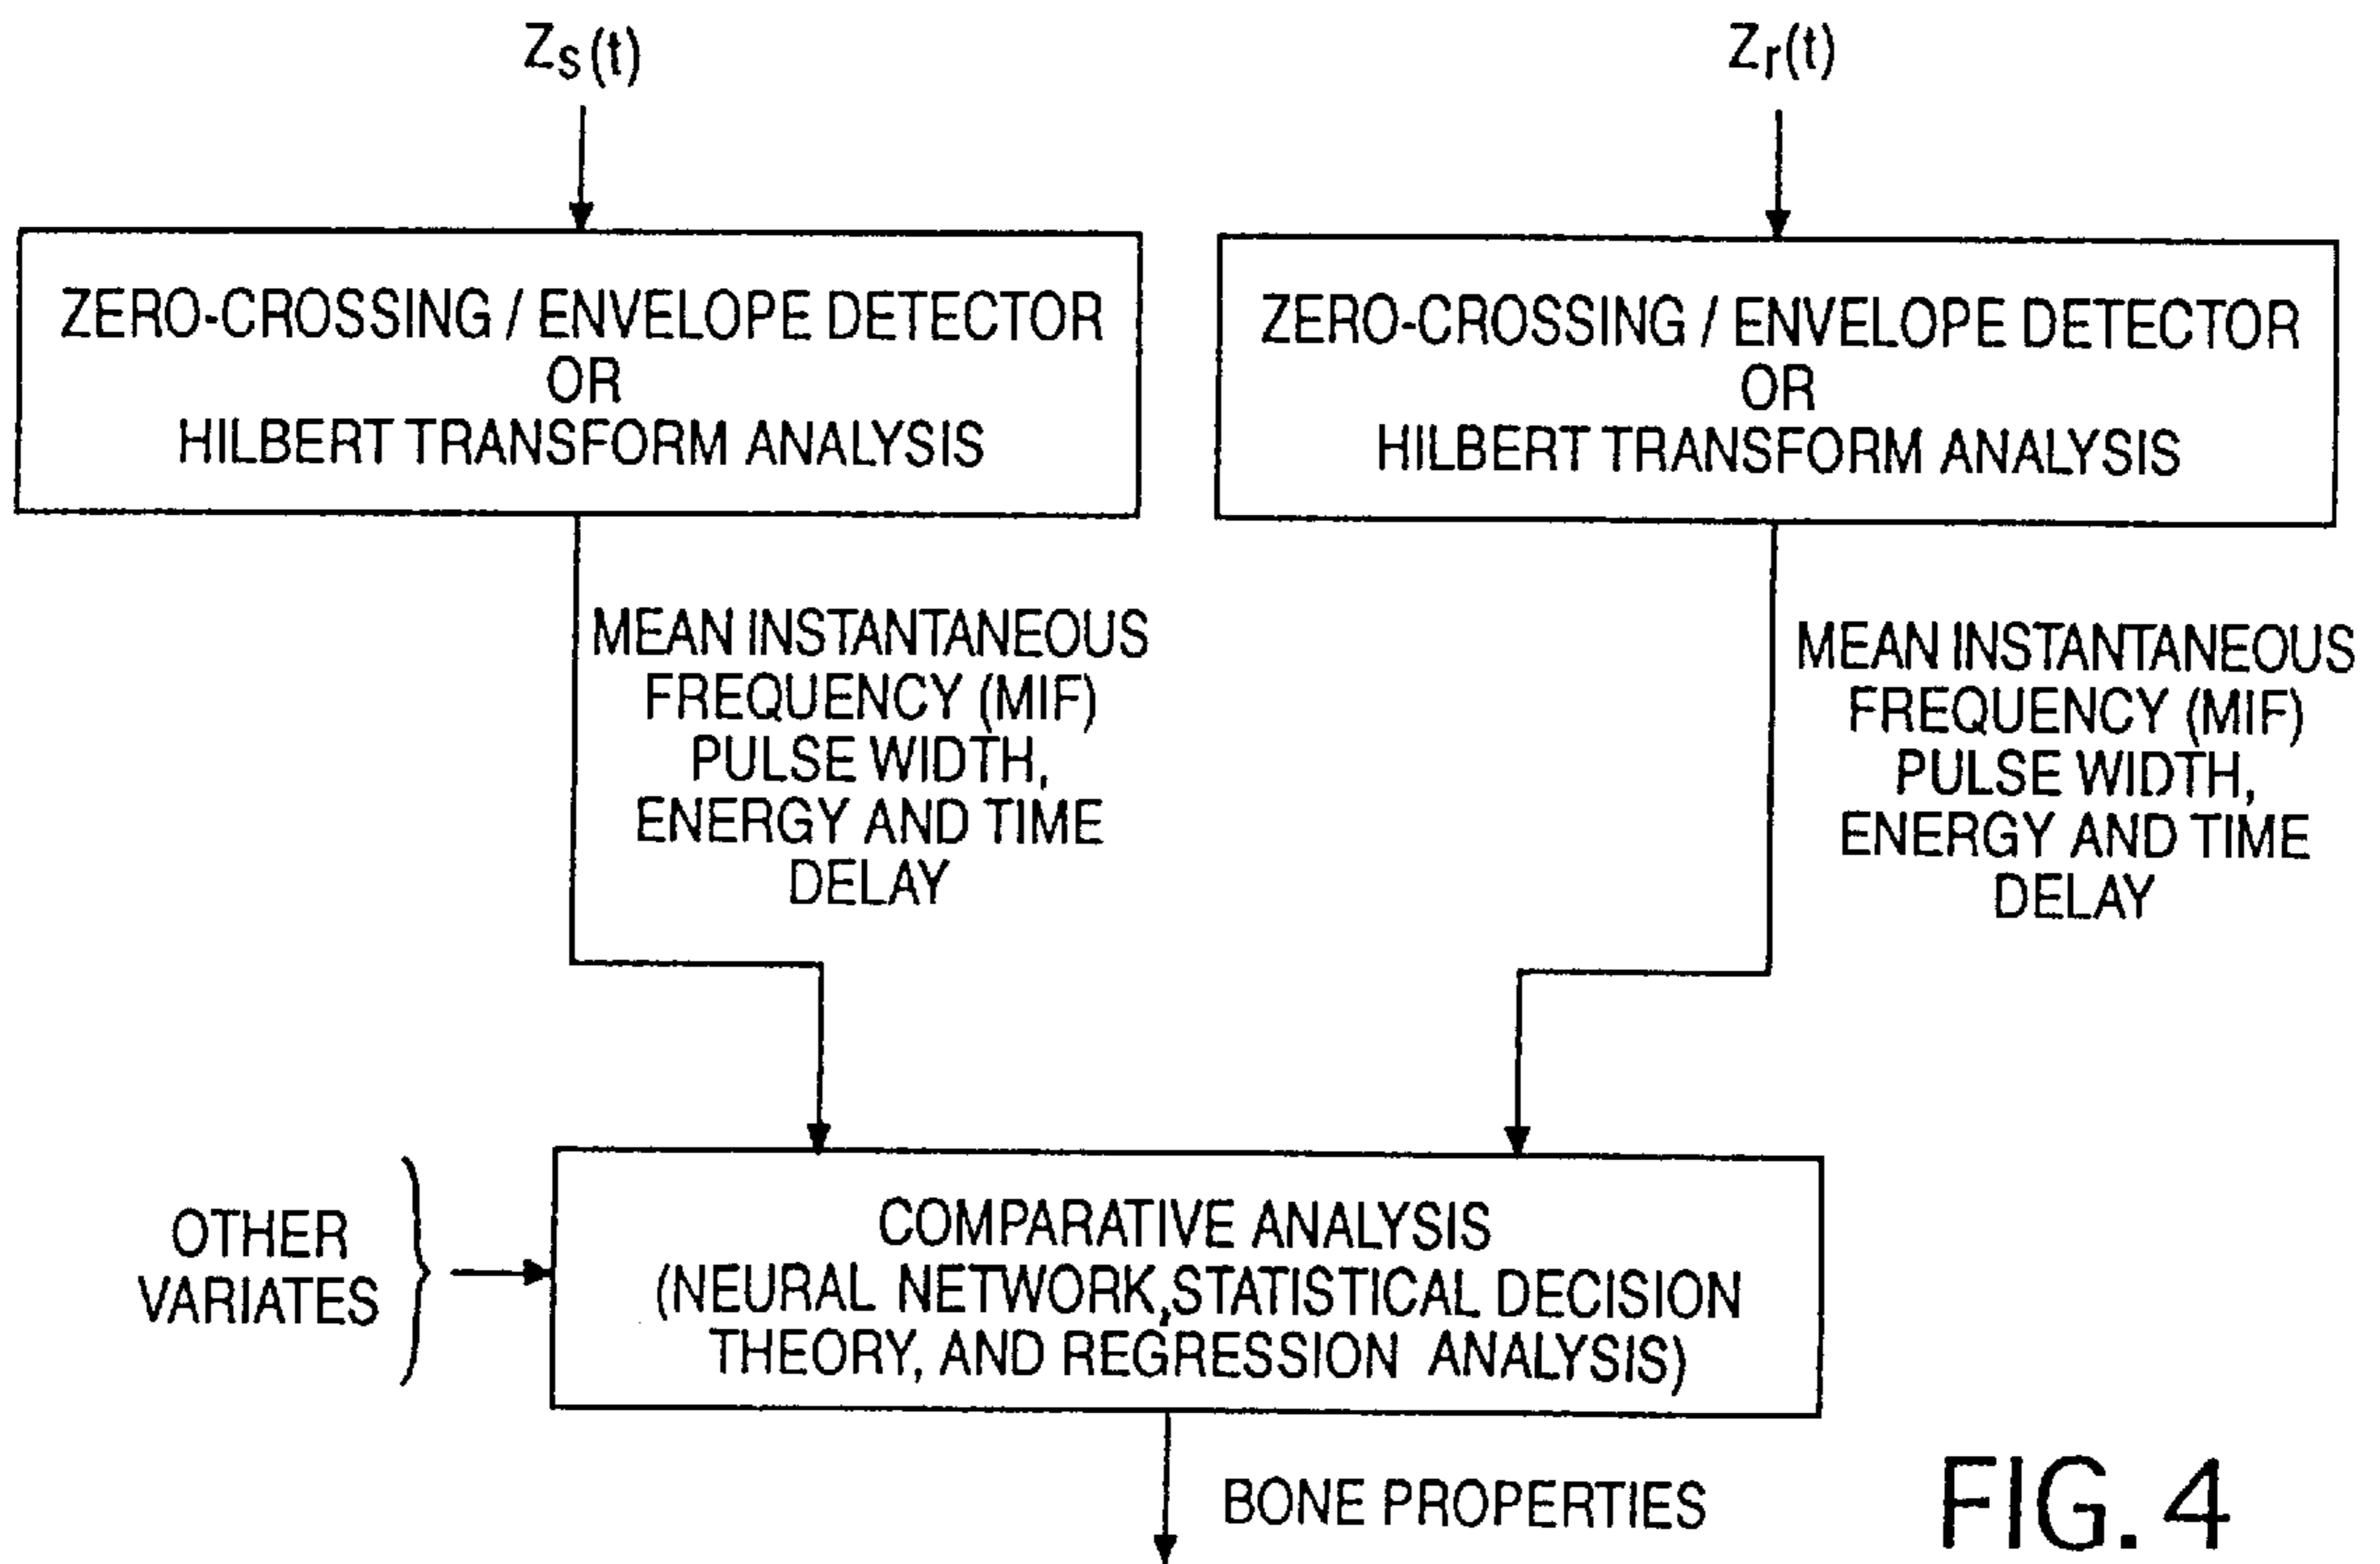 Zs(t)
Zr(t)
ZERO-CROSSING / ENVELOPE DETECTOR
OR
HILBERT TRANSFORM ANALYSIS
ZERO-CROSSING / ENVELOPE DETECTOR
OR
HILBERT TRANSFORM ANALYSIS
MEAN INSTANTANEOUS
FREQUENCY (MIF)
PULSE WIDTH,
ENERGY AND TIME
DELAY
MEAN INSTANTANEOUS
FREQUENCY (MIF)
PULSE WIDTH,
ENERGY AND TIME
DELAY
OTHER
VARIATES
COMPARATIVE ANALYSIS
(NEURAL NETWORK,STATISTICAL DECISION
THEORY, AND REGRESSION ANALYSIS)
BONE PROPERTIES
FIG. 4